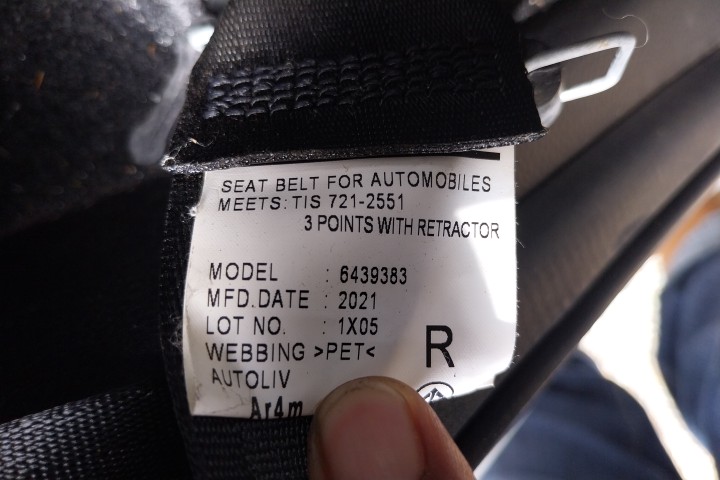 SEAT BELT FOR AUTOMOBILES
MEETS: TIS 721-2551
3 POINTS WITH RETRACTOR
MODEL : 6439383
MFD.DATE : 2021
LOT NO. : 1X05
WEBBING >PET<
R
AUTOLIV
Ar4m